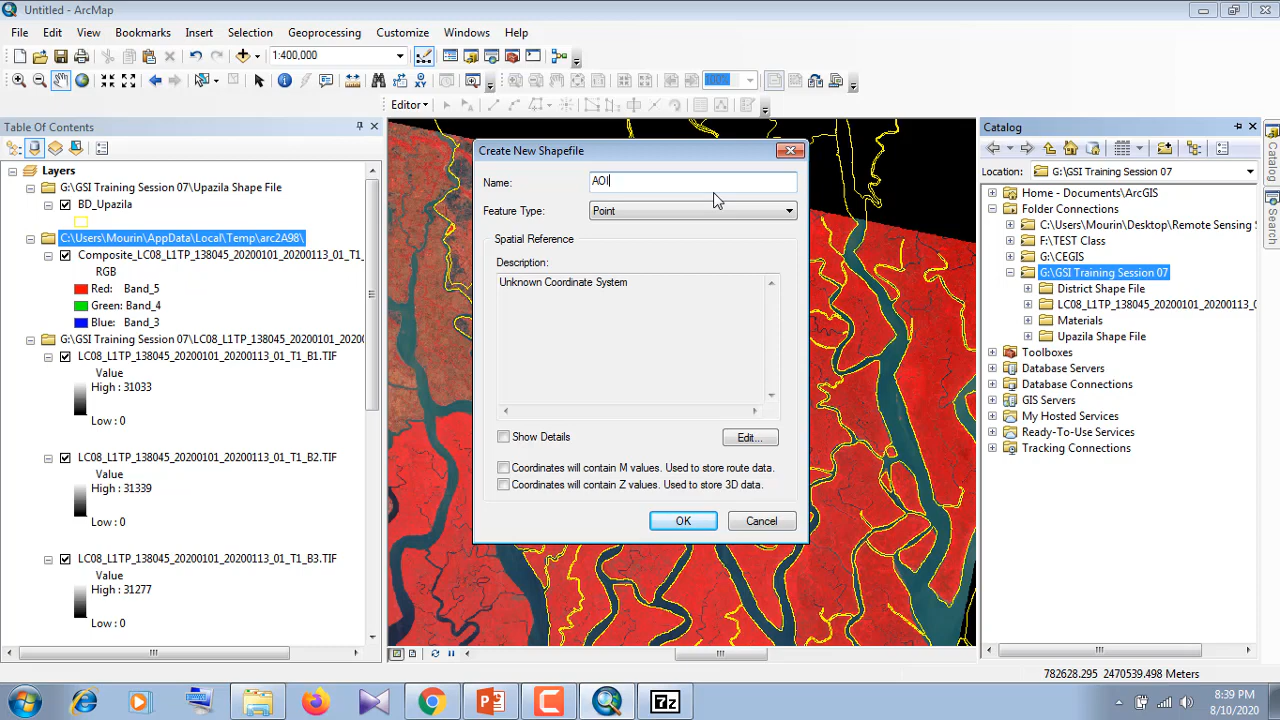 Untitled - ArcMap
File Edit View Bookmarks Insert Selection Geoprocessing Customize Windows Help
1:400,000
100%
Editor
Table Of Contents
Layers
G:\GSI Training Session 07\Upazila Shape File
BD_Upazila
C:\Users\Mourin\AppData\Local\Temp\arc2A98\
Composite_LC08_L1TP_138045_20200101_20200113_01_T1_
RGB
Red: Band_5
Green: Band_4
Blue: Band_3
G:\GSI Training Session 07\LC08_L1TP_138045_20200101_2020
LC08_L1TP_138045_20200101_20200113_01_T1_B1.TIF
Value
High : 31033
Low : 0
LC08_L1TP_138045_20200101_20200113_01_T1_B2.TIF
Value
High : 31339
Low : 0
LC08_L1TP_138045_20200101_20200113_01_T1_B3.TIF
Value
High : 31277
Low : 0
Create New Shapefile
Name: AOI
Feature Type: Point
Spatial Reference
Description:
Unknown Coordinate System
Show Details
Edit...
Coordinates will contain M values. Used to store route data.
Coordinates will contain Z values. Used to store 3D data.
OK Cancel
Catalog
Location: G:\GSI Training Session 07
Home - Documents\ArcGIS
Folder Connections
C:\Users\Mourin\Desktop\Remote Sensing
F:\TEST Class
G:\CEGIS
G:\GSI Training Session 07
District Shape File
LC08_L1TP_138045_20200101_20200113_0
Materials
Upazila Shape File
Toolboxes
Database Servers
Database Connections
GIS Servers
My Hosted Services
Ready-To-Use Services
Tracking Connections
Catalog
Search
782628.295 2470539.498 Meters
7z
8:39 PM
8/10/2020